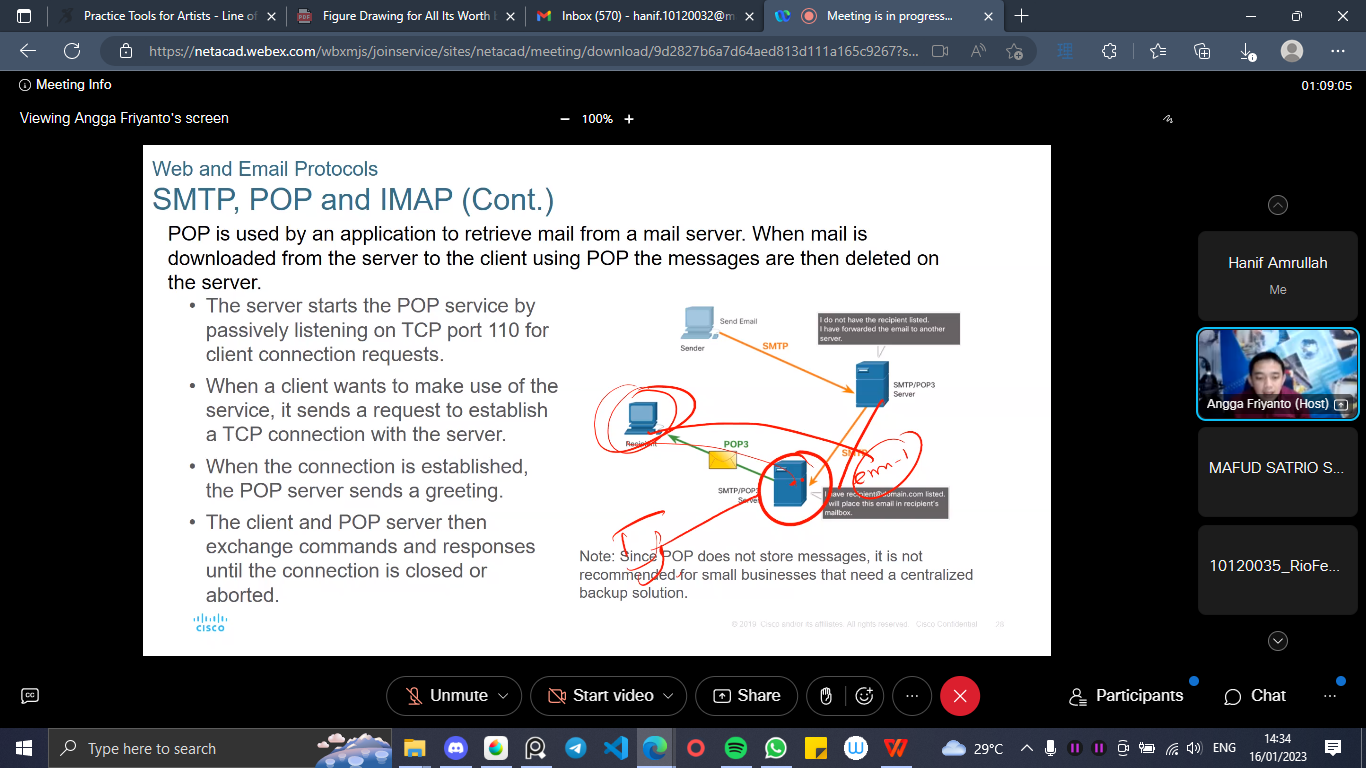 Practice Tools for Artists - Line of
Figure Drawing for All Its Worth
Inbox (570) - hanif.10120032@m
Meeting is in progress...
https://netacad.webex.com/wbxmjs/joinservice/sites/netacad/meeting/download/9d2827b6a7d64aed813d111a165c9267?s...
Meeting Info
01:09:05
Viewing Angga Friyanto's screen
100%
Web and Email Protocols
SMTP, POP and IMAP (Cont.)
POP is used by an application to retrieve mail from a mail server. When mail is
downloaded from the server to the client using POP the messages are then deleted on
the server.
• The server starts the POP service by
passively listening on TCP port 110 for
client connection requests.
• When a client wants to make use of the
service, it sends a request to establish
a TCP connection with the server.
• When the connection is established,
the POP server sends a greeting.
• The client and POP server then
exchange commands and responses
until the connection is closed or
aborted.
Send Email
Sender
SMTP
I do not have the recipient listed.
I have forwarded the email to another
server.
SMTP/POP3
Server
Recipient
POP3
SMTP
SMTP/POP3
Server
I have recipient@domain.com listed.
I will place this email in recipient's
mailbox.
Note: Since POP does not store messages, it is not
recommended for small businesses that need a centralized
backup solution.
CISCO
© 2019 Cisco and/or its affiliates. All rights reserved. Cisco Confidential
Hanif Amrullah
Me
Angga Friyanto (Host)
MAFUD SATRIO S...
10120035_RioFe...
CC
Unmute
Start video
Share
Participants
Chat
Type here to search
29°C
ENG
14:34
16/01/2023